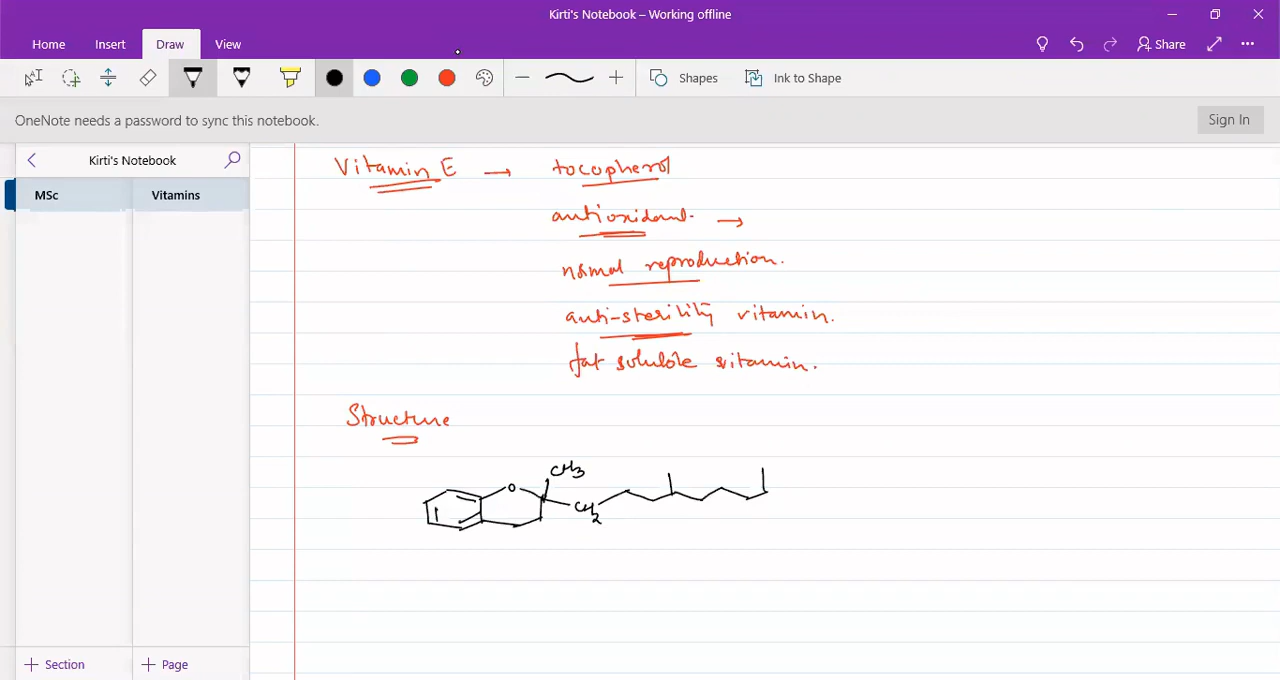 Kirti's Notebook – Working offline
Home Insert Draw View
Share
Shapes Ink to Shape
OneNote needs a password to sync this notebook.
Sign In
Kirti's Notebook
MSc
Vitamins
Vitamin E → tocopherol
antioxidant. →
normal reproduction.
anti-sterility vitamin.
fat soluble vitamin.
Structure
CH3
O
CH2
+ Section
+ Page